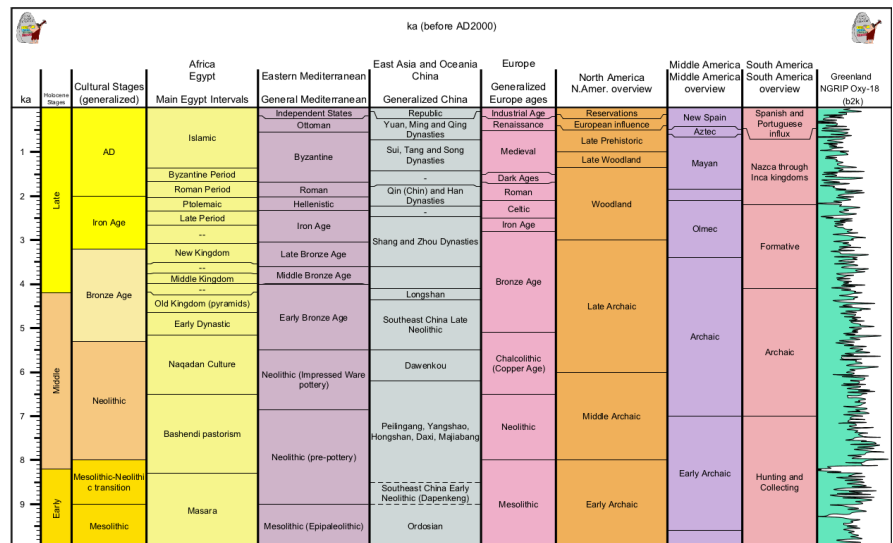 ka (before AD2000)
ka
Holocene
Stages
Cultural Stages
(generalized)
Africa
Egypt
Main Egypt Intervals
Eastern Mediterranean
General Mediterranean
East Asia and Oceania
China
Generalized China
Europe
Generalized
Europe ages
North America
N.Amer. overview
Middle America
Middle America
overview
South America
South America
overview
Greenland
NGRIP Oxy-18
(b2k)
1
2
3
4
5
6
7
8
9
Late
Middle
Early
AD
Iron Age
Bronze Age
Neolithic
Mesolithic-Neolithi
c transition
Mesolithic
Islamic
Byzantine Period
Roman Period
Ptolemaic
Late Period
--
New Kingdom
--
Middle Kingdom
--
Old Kingdom (pyramids)
Early Dynastic
Naqadan Culture
Bashendi pastorism
Masara
Independent States
Ottoman
Byzantine
Roman
Hellenistic
Iron Age
Late Bronze Age
Middle Bronze Age
Early Bronze Age
Neolithic (Impressed Ware
pottery)
Neolithic (pre-pottery)
Mesolithic (Epipaleolithic)
Republic
Yuan, Ming and Qing
Dynasties
Sui, Tang and Song
Dynasties
-
Qin (Chin) and Han
Dynasties
-
Shang and Zhou Dynasties
Longshan
Southeast China Late
Neolithic
Dawenkou
Peilingang, Yangshao,
Hongshan, Daxi, Majiabang
Southeast China Early
Neolithic (Dapenkeng)
Ordosian
Industrial Age
Renaissance
Medieval
Dark Ages
Roman
Celtic
Iron Age
Bronze Age
Chalcolithic
(Copper Age)
Neolithic
Mesolithic
Reservations
European influence
Late Prehistoric
Late Woodland
Woodland
Late Archaic
Middle Archaic
Early Archaic
New Spain
Aztec
Mayan
Olmec
Archaic
Early Archaic
Spanish and
Portuguese
influx
Nazca through
Inca kingdoms
Formative
Archaic
Hunting and
Collecting